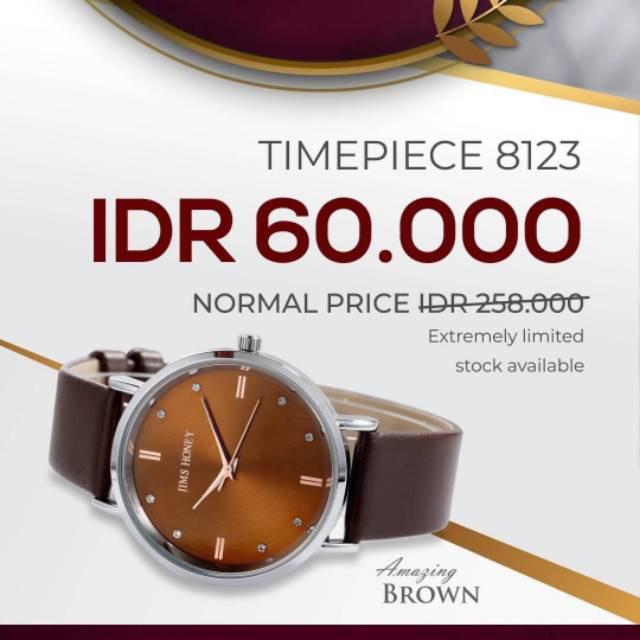 TIMEPIECE 8123
IDR 60.000
NORMAL PRICE IDR 258.000
Extremely limited
stock available
JIMS HONEY
Amazing
BROWN